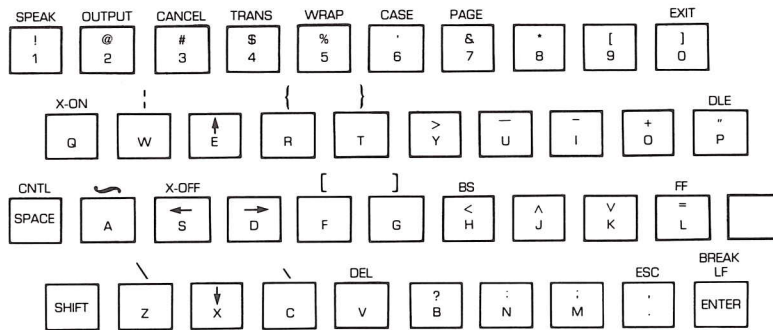 SPEAK OUTPUT CANCEL TRANS WRAP CASE PAGE EXIT
! @ # $ % ' & * [ ]
1 2 3 4 5 6 7 8 9 0
X-ON ¦ { } DLE
↑ > — - + "
Q W E R T Y U I O P
CNTL ~ X-OFF [ ] BS FF
← → < ∧ ∨ =
SPACE A S D F G H J K L
\ \ DEL ESC BREAK
LF
↓ ? : ; '
SHIFT Z X C V B N M . ENTER